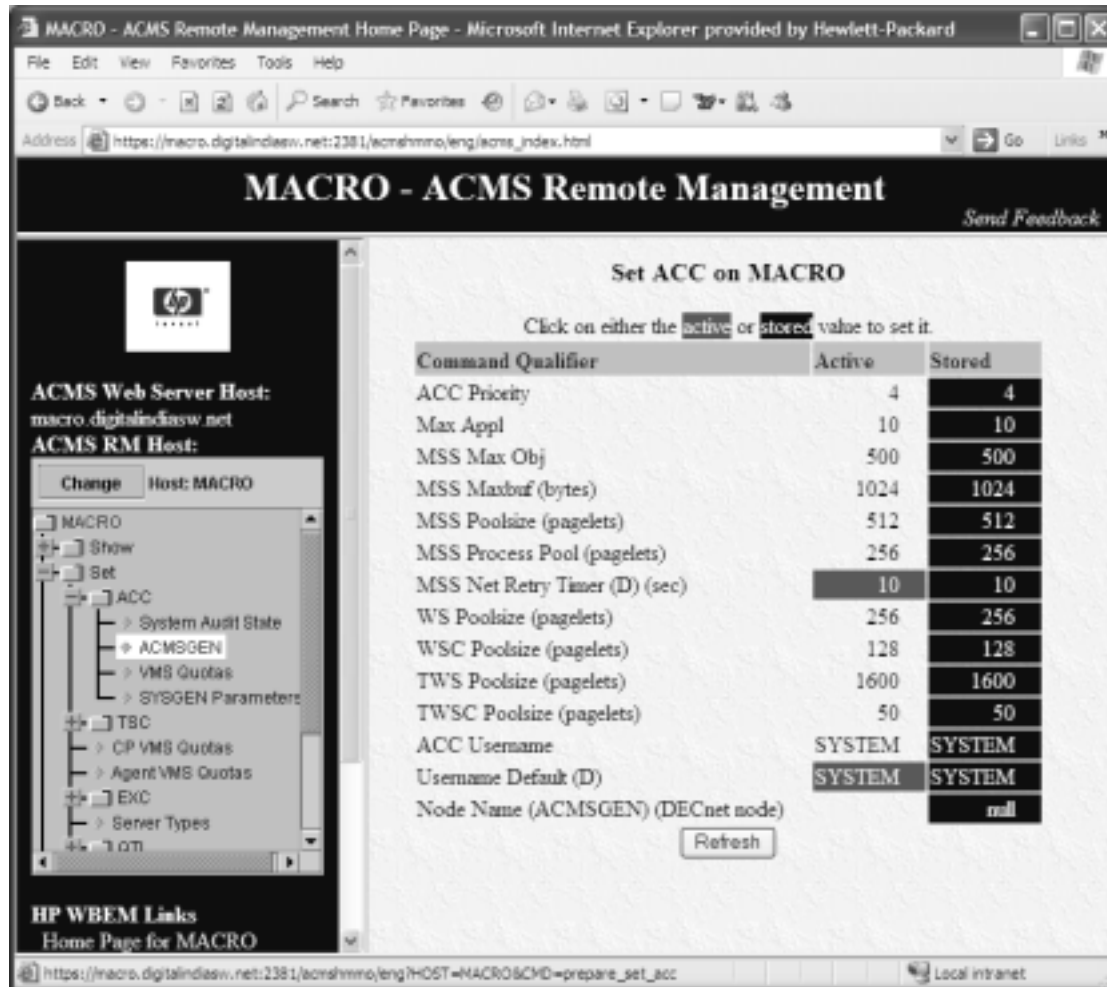 MACRO - ACMS Remote Management Home Page - Microsoft Internet Explorer provided by Hewlett-Packard
File Edit View Favorites Tools Help
Back Search Favorites
Address https://macro.digitalindiasw.net:2381/acmshmmo/eng/acms_index.html Go Links »
MACRO - ACMS Remote Management
Send Feedback
hp
invent
ACMS Web Server Host:
macro.digitalindiasw.net
ACMS RM Host:
Change Host: MACRO
MACRO
Show
Set
ACC
System Audit State
ACMSGEN
VMS Quotas
SYSGEN Parameters
TSC
CP VMS Quotas
Agent VMS Quotas
EXC
Server Types
QTI
HP WBEM Links
Home Page for MACRO
Set ACC on MACRO
Click on either the active or stored value to set it.
Command Qualifier Active Stored
ACC Priority 4 4
Max Appl 10 10
MSS Max Obj 500 500
MSS Maxbuf (bytes) 1024 1024
MSS Poolsize (pagelets) 512 512
MSS Process Pool (pagelets) 256 256
MSS Net Retry Timer (D) (sec) 10 10
WS Poolsize (pagelets) 256 256
WSC Poolsize (pagelets) 128 128
TWS Poolsize (pagelets) 1600 1600
TWSC Poolsize (pagelets) 50 50
ACC Username SYSTEM SYSTEM
Username Default (D) SYSTEM SYSTEM
Node Name (ACMSGEN) (DECnet node) null
Refresh
https://macro.digitalindiasw.net:2381/acmshmmo/eng?HOST=MACRO&CMD=prepare_set_acc Local intranet